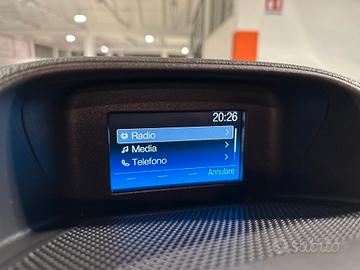 20:26
Radio
Media
Telefono
Annulare
subito